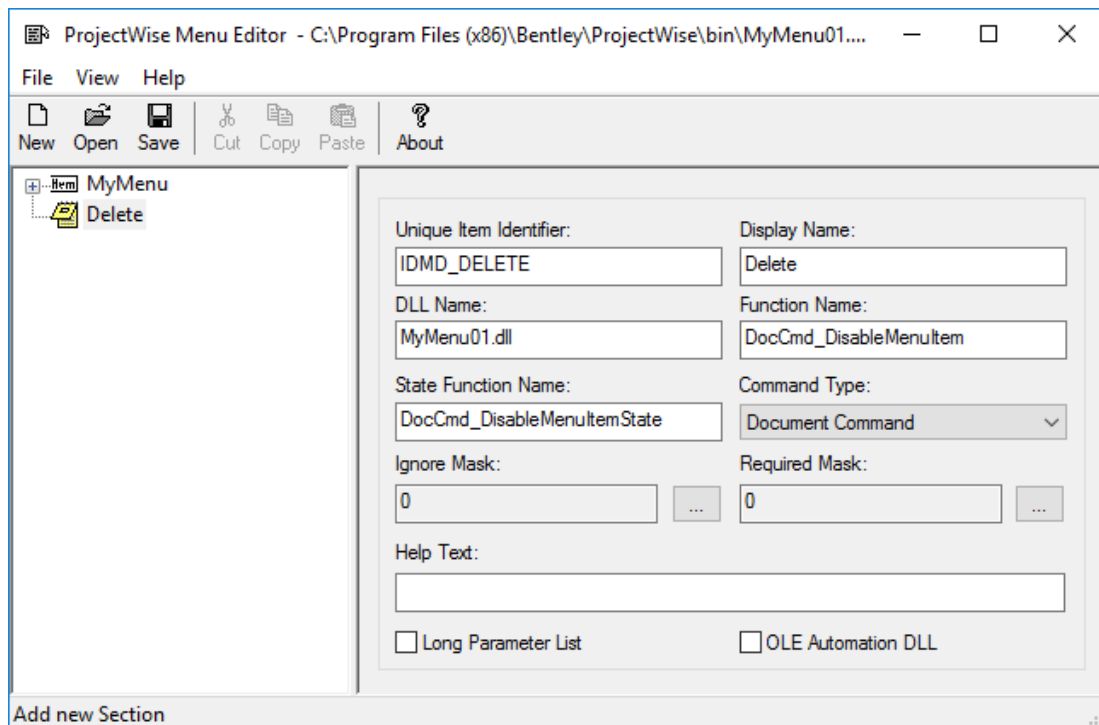 ProjectWise Menu Editor - C:\Program Files (x86)\Bentley\ProjectWise\bin\MyMenu01....
File View Help
New Open Save Cut Copy Paste About
Item MyMenu
Delete
Unique Item Identifier: Display Name:
IDMD_DELETE Delete
DLL Name: Function Name:
MyMenu01.dll DocCmd_DisableMenuItem
State Function Name: Command Type:
DocCmd_DisableMenuItemState Document Command
Ignore Mask: Required Mask:
0 ... 0 ...
Help Text:
Long Parameter List OLE Automation DLL
Add new Section